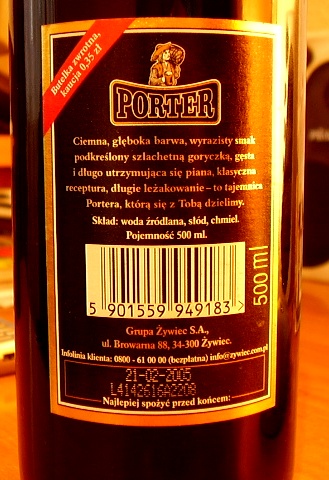 Butelka zwrotna,
kaucja 0,35 zł
PORTER
Ciemna, głęboka barwa, wyrazisty smak
podkreślony szlachetną goryczką, gęsta
i długo utrzymująca się piana, klasyczna
receptura, długie leżakowanie – to tajemnica
Portera, którą się z Tobą dzielimy.
Skład: woda źródlana, słód, chmiel.
Pojemność 500 ml.
5 901559 949183 >
500 ml
Grupa Żywiec S.A.,
ul. Browarna 88, 34-300 Żywiec.
Infolinia klienta: 0800 - 61 00 00 (bezpłatna) info@zywiec.com.pl
21-02-2005
L4142616A2208
Najlepiej spożyć przed końcem: